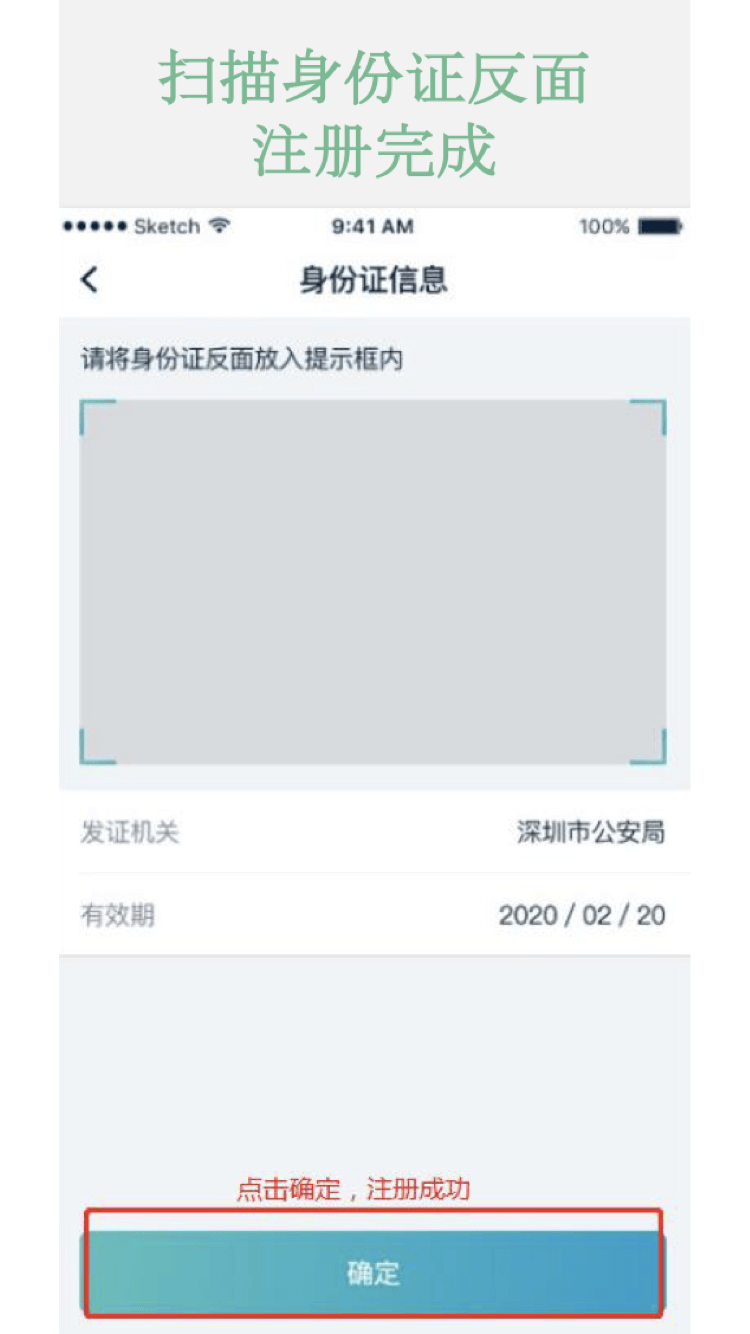 扫描身份证反面
注册完成
Sketch 9:41 AM 100%
身份证信息
请将身份证反面放入提示框内
发证机关 深圳市公安局
有效期 2020 / 02 / 20
点击确定，注册成功
确定